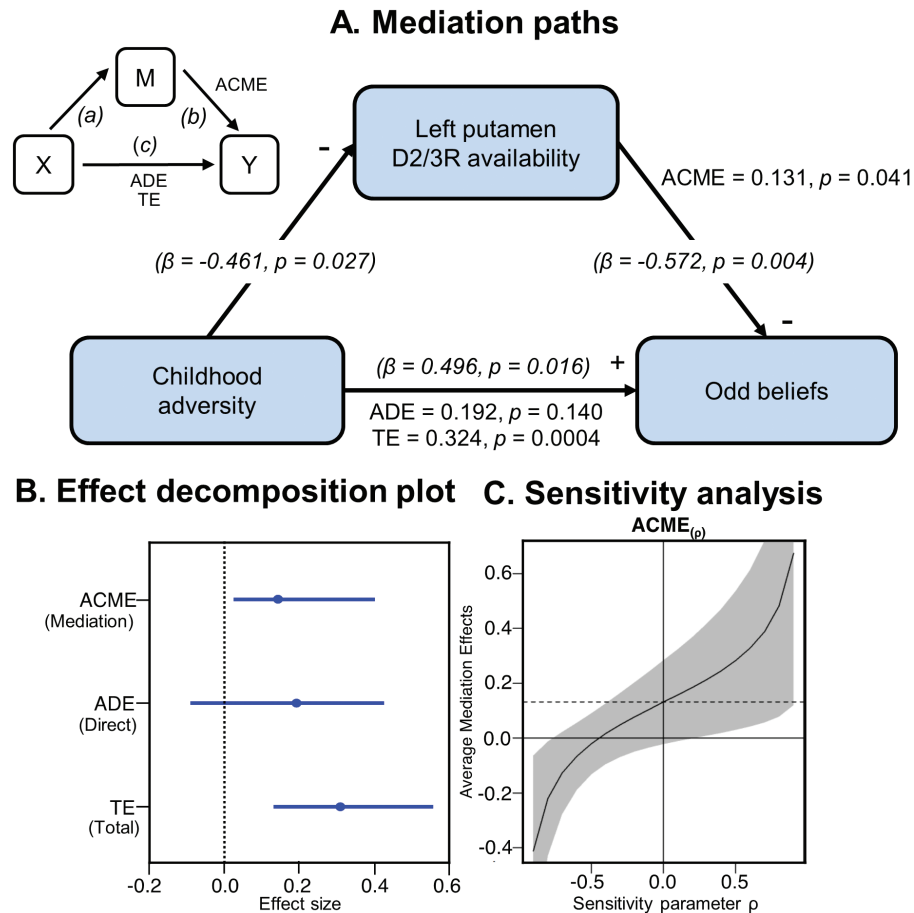 A. Mediation paths
M
ACME
(a)
(b)
X
(c)
Y
ADE
TE
-
Left putamen
D2/3R availability
ACME = 0.131, p = 0.041
(β = -0.461, p = 0.027)
(β = -0.572, p = 0.004)
-
Childhood
adversity
(β = 0.496, p = 0.016)
+
ADE = 0.192, p = 0.140
TE = 0.324, p = 0.0004
Odd beliefs
B. Effect decomposition plot
ACME
(Mediation)
ADE
(Direct)
TE
(Total)
-0.2
0.0
0.2
0.4
0.6
Effect size
C. Sensitivity analysis
ACME(ρ)
Average Mediation Effects
0.6
0.4
0.2
0.0
-0.2
-0.4
-0.5
0.0
0.5
Sensitivity parameter ρ